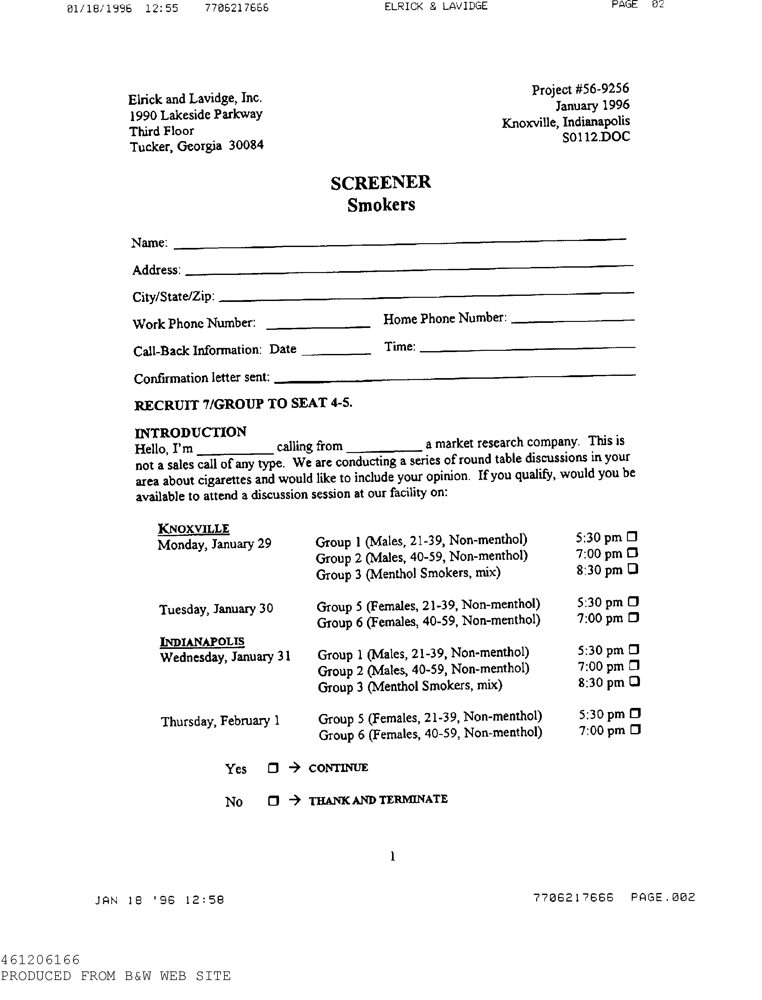 01/18/1996 12:55 7706217666 ELRICK & LAVIDGE PAGE 02
Elrick and Lavidge, Inc.
1990 Lakeside Parkway
Third Floor
Tucker, Georgia 30084
Project #56-9256
January 1996
Knoxville, Indianapolis
S0112.DOC
SCREENER
Smokers
Name:
Address:
City/State/Zip:
Work Phone Number: Home Phone Number:
Call-Back Information: Date Time:
Confirmation letter sent:
RECRUIT 7/GROUP TO SEAT 4-5.
INTRODUCTION
Hello, I'm __________ calling from __________ a market research company. This is
not a sales call of any type. We are conducting a series of round table discussions in your
area about cigarettes and would like to include your opinion. If you qualify, would you be
available to attend a discussion session at our facility on:
KNOXVILLE
Monday, January 29 Group 1 (Males, 21-39, Non-menthol) 5:30 pm ☐
Group 2 (Males, 40-59, Non-menthol) 7:00 pm ☐
Group 3 (Menthol Smokers, mix) 8:30 pm ☐
Tuesday, January 30 Group 5 (Females, 21-39, Non-menthol) 5:30 pm ☐
Group 6 (Females, 40-59, Non-menthol) 7:00 pm ☐
INDIANAPOLIS
Wednesday, January 31 Group 1 (Males, 21-39, Non-menthol) 5:30 pm ☐
Group 2 (Males, 40-59, Non-menthol) 7:00 pm ☐
Group 3 (Menthol Smokers, mix) 8:30 pm ☐
Thursday, February 1 Group 5 (Females, 21-39, Non-menthol) 5:30 pm ☐
Group 6 (Females, 40-59, Non-menthol) 7:00 pm ☐
Yes ☐ → CONTINUE
No ☐ → THANK AND TERMINATE
1
JAN 18 '96 12:58 7706217666 PAGE.002
461206166
PRODUCED FROM B&W WEB SITE